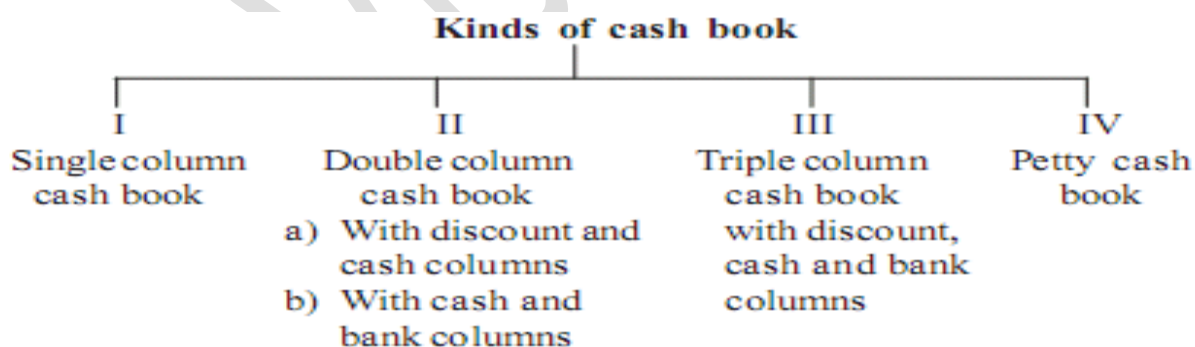 Kinds of cash book
I
Single column
cash book
II
Double column
cash book
a) With discount and
cash columns
b) With cash and
bank columns
III
Triple column
cash book
with discount,
cash and bank
columns
IV
Petty cash
book